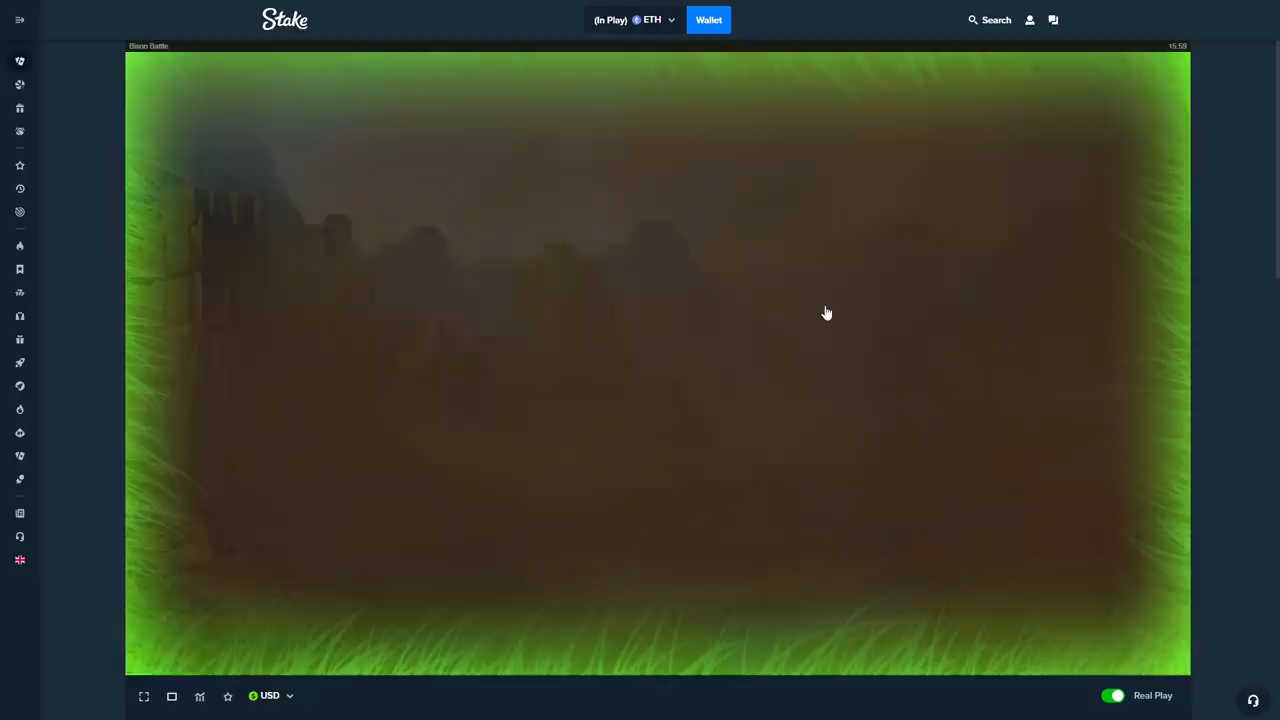 Stake
(In Play) ETH
Wallet
Search
Bison Battle
15:59
USD
Real Play